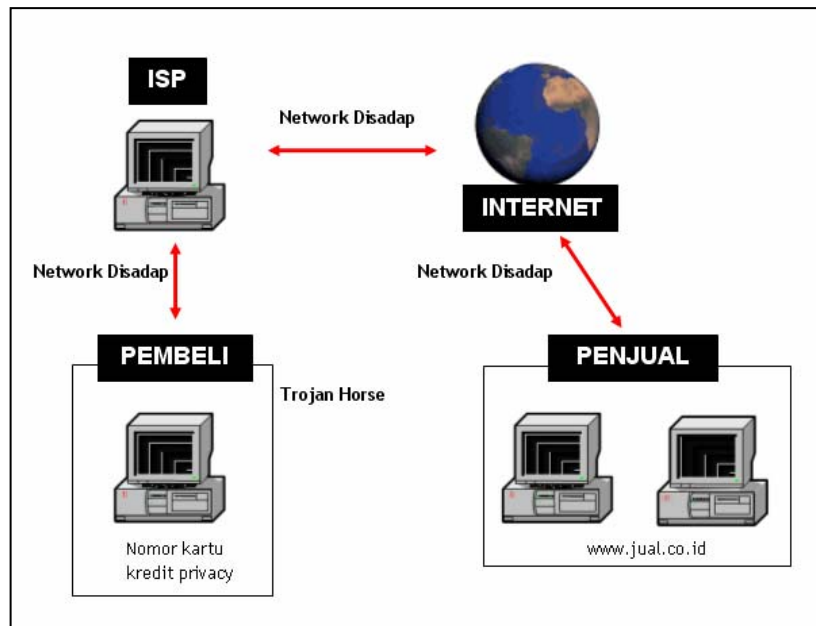 ISP
Network Disadap
INTERNET
Network Disadap
Network Disadap
PEMBELI
PENJUAL
Trojan Horse
Nomor kartu
kredit privacy
www.jual.co.id